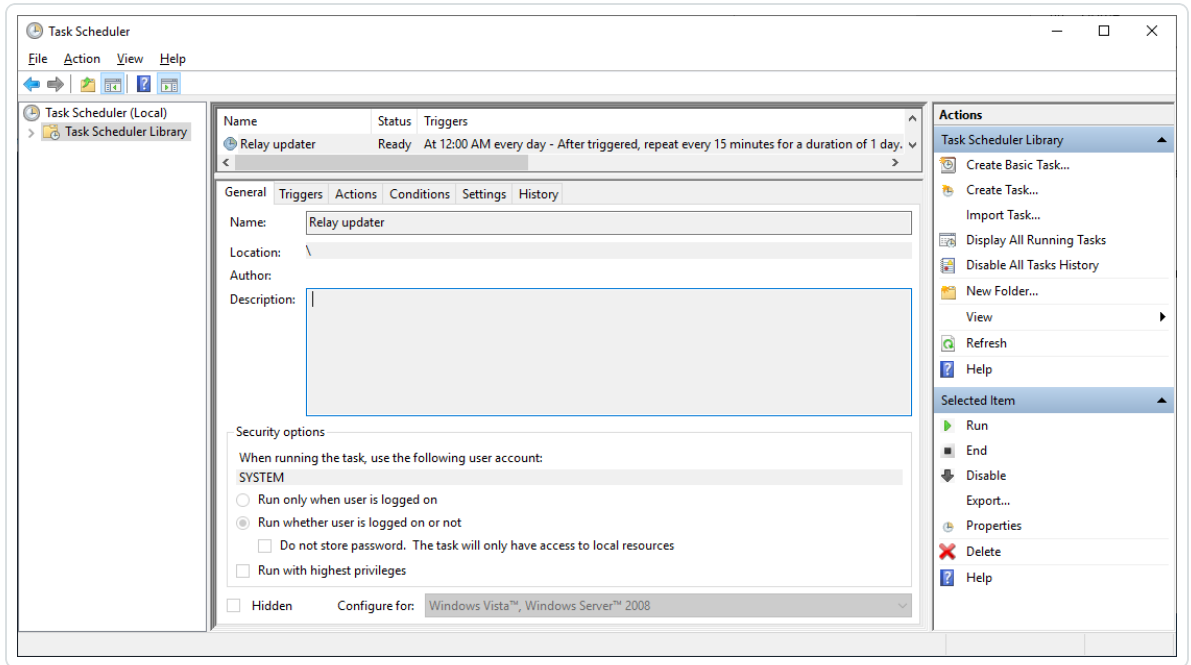 Task Scheduler
File Action View Help
Task Scheduler (Local)
Task Scheduler Library
Name Status Triggers
Relay updater Ready At 12:00 AM every day - After triggered, repeat every 15 minutes for a duration of 1 day.
General Triggers Actions Conditions Settings History
Name: Relay updater
Location: \
Author:
Description:
Security options
When running the task, use the following user account:
SYSTEM
Run only when user is logged on
Run whether user is logged on or not
Do not store password. The task will only have access to local resources
Run with highest privileges
Hidden Configure for: Windows Vista™, Windows Server™ 2008
Actions
Task Scheduler Library
Create Basic Task...
Create Task...
Import Task...
Display All Running Tasks
Disable All Tasks History
New Folder...
View
Refresh
Help
Selected Item
Run
End
Disable
Export...
Properties
Delete
Help